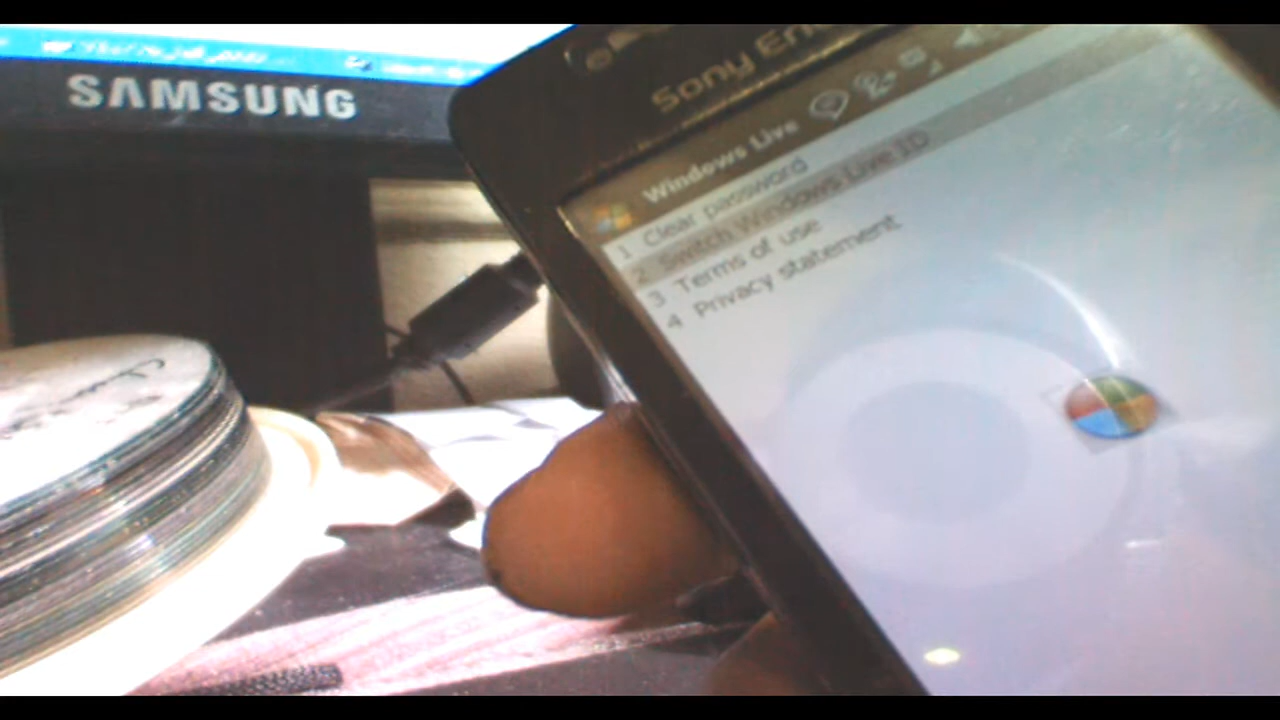 SAMSUNG
Sony
Windows Live
1 Clear password
2 Switch Windows Live ID
3 Terms of use
4 Privacy statement